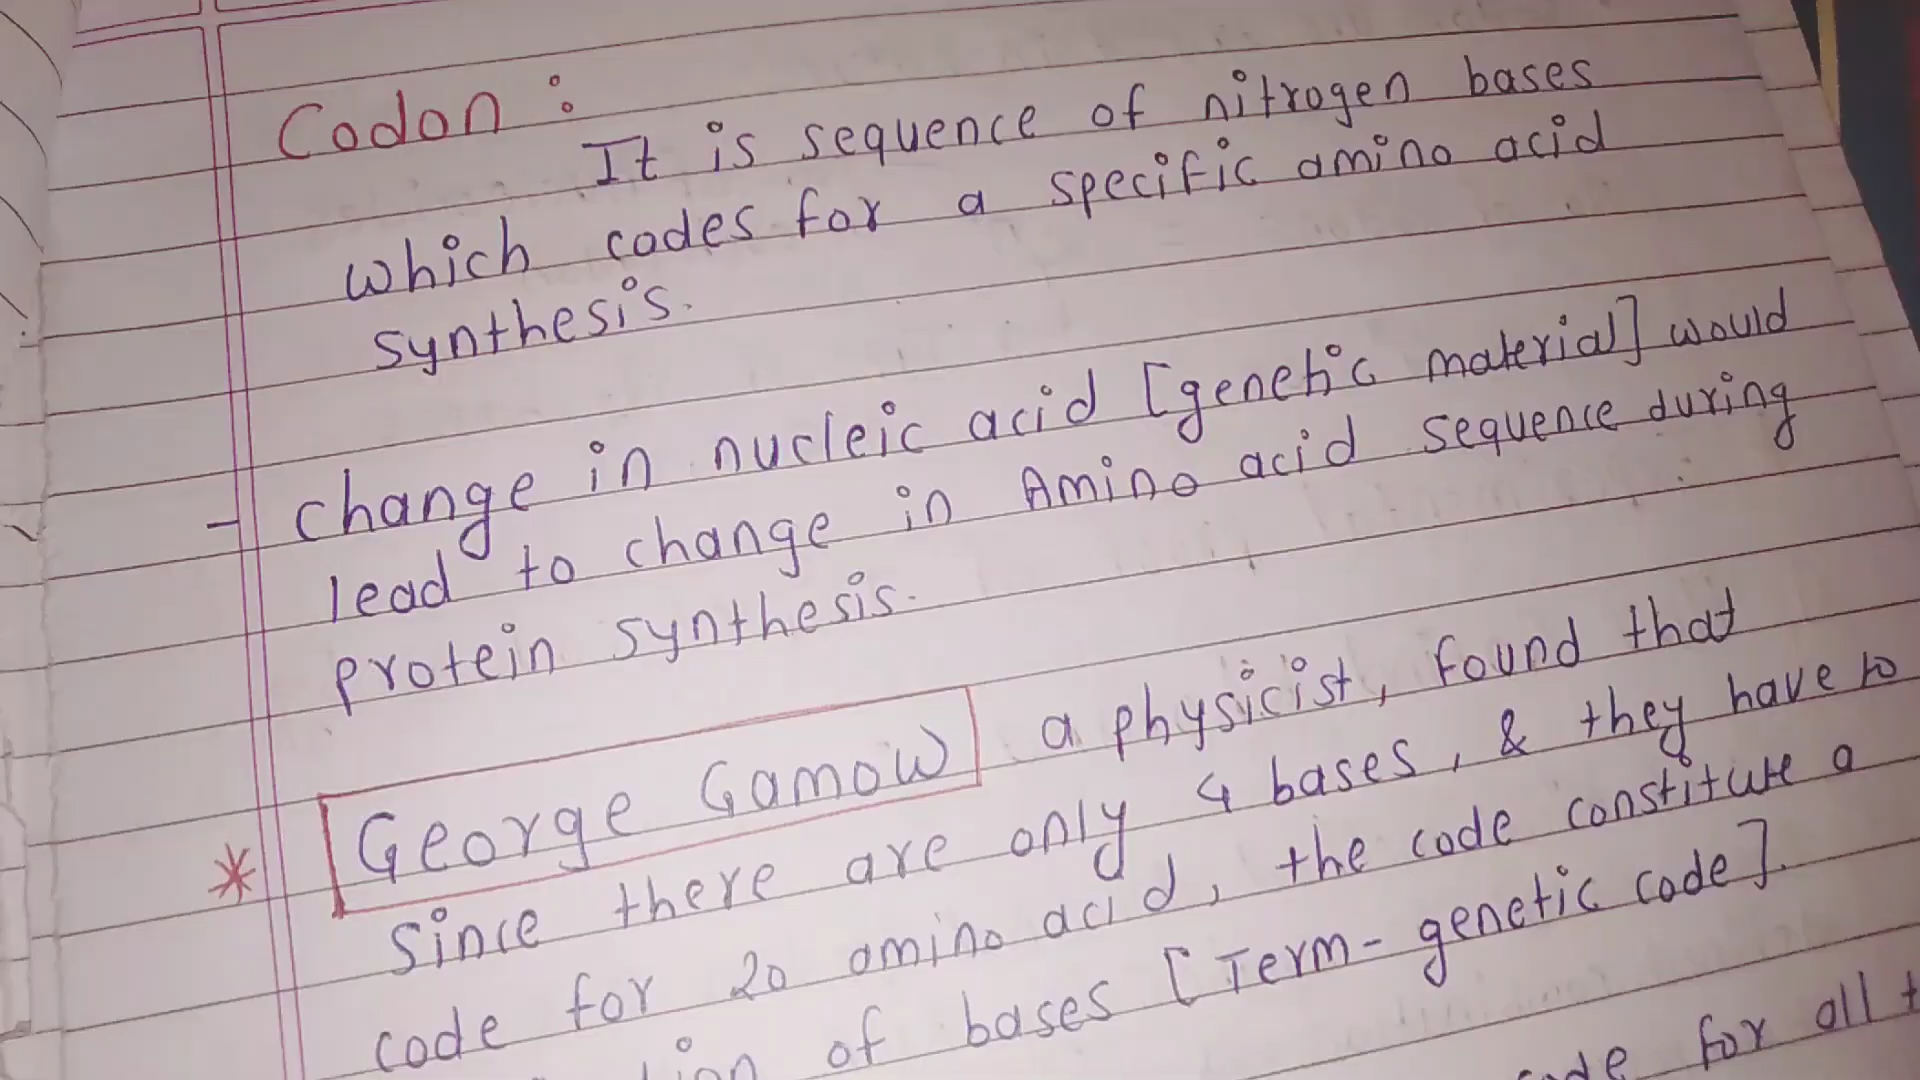 Codon :
It is sequence of nitrogen bases
which codes for a specific amino acid
synthesis.
- change in nucleic acid [genetic material] would
lead to change in Amino acid sequence during
protein synthesis.
* George Gamow a physicist, found that
since there are only 4 bases, & they have to
code for 20 amino acid, the code constitute a
of bases [Term- genetic code].
for all